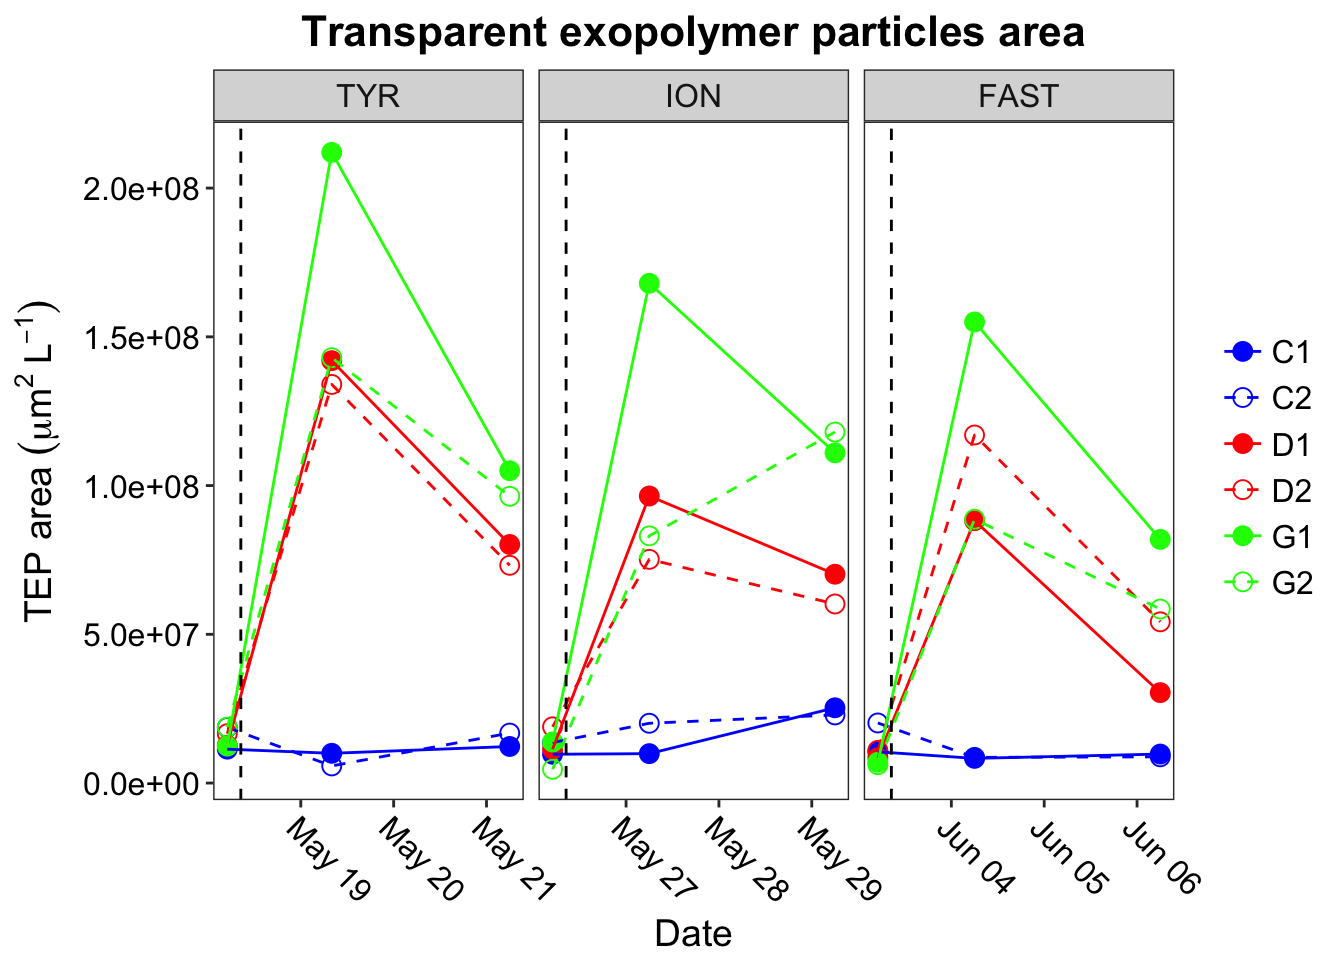 Transparent exopolymer particles area
TYR
ION
FAST
TEP area (μm² L⁻¹)
2.0e+08
1.5e+08
1.0e+08
5.0e+07
0.0e+00
C1
C2
D1
D2
G1
G2
May 19
May 20
May 21
May 27
May 28
May 29
Jun 04
Jun 05
Jun 06
Date